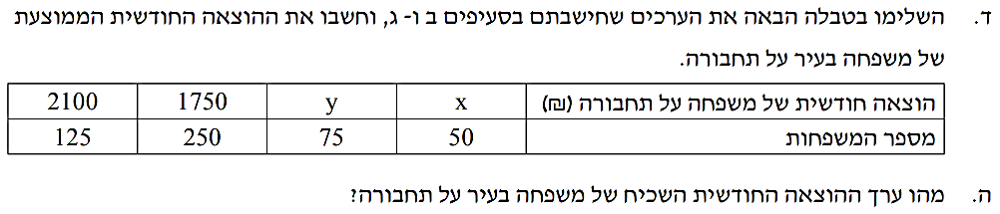 ד. השלימו בטבלה הבאה את הערכים שחישבתם בסעיפים ב ו- ג, וחשבו את ההוצאה החודשית הממוצעת
של משפחה בעיר על תחבורה.
הוצאה חודשית של משפחה על תחבורה (₪) x y 1750 2100
מספר המשפחות 50 75 250 125
ה. מהו ערך ההוצאה החודשית השכיח של משפחה בעיר על תחבורה?